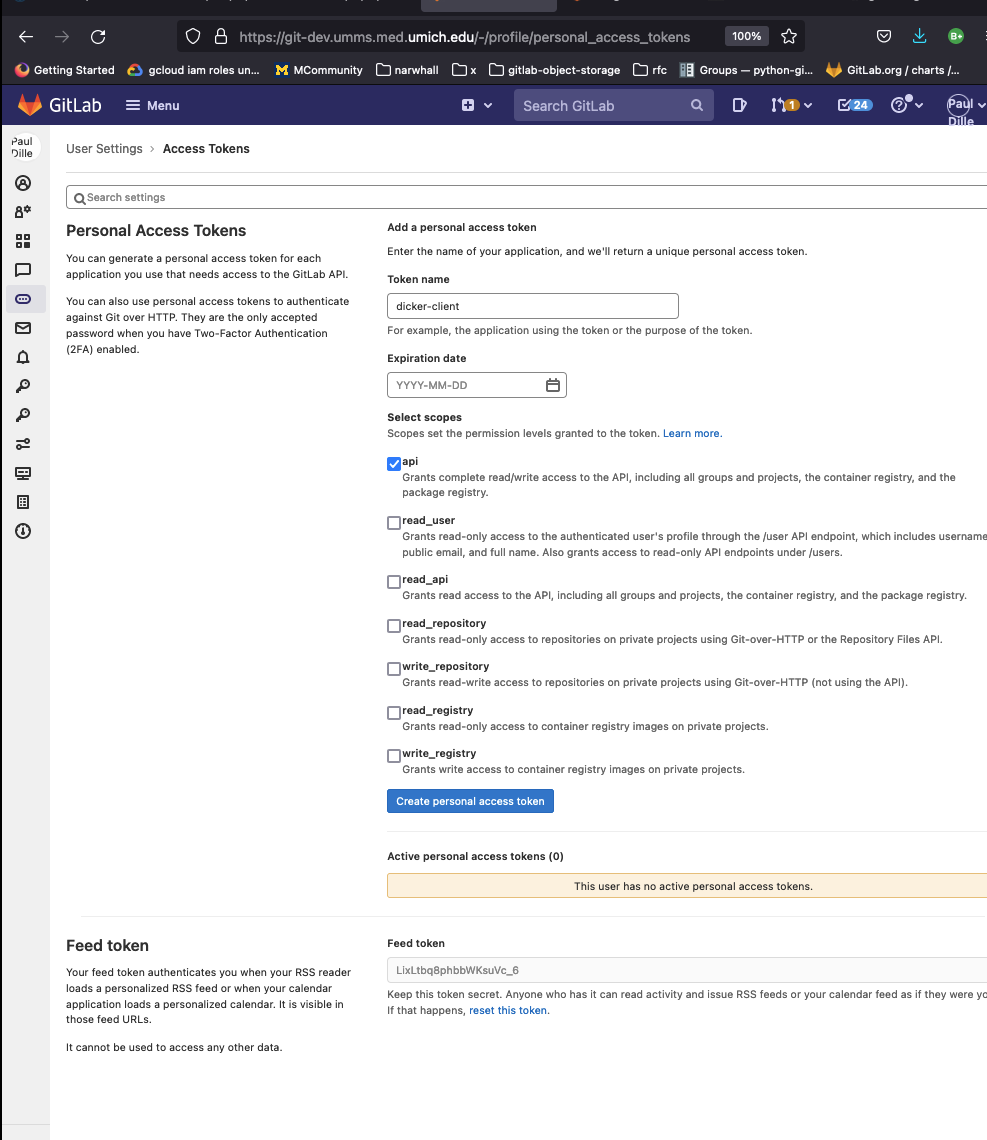 https://git-dev.umms.med.umich.edu/-/profile/personal_access_tokens
100%
B+
Getting Started
gcloud iam roles un...
MCommunity
narwhall
x
gitlab-object-storage
rfc
Groups — python-gi...
GitLab.org / charts /...
GitLab
Menu
Search GitLab
1
24
Paul
Dille
Paul
Dille
User Settings › Access Tokens
Search settings
Personal Access Tokens
You can generate a personal access token for each
application you use that needs access to the GitLab API.
You can also use personal access tokens to authenticate
against Git over HTTP. They are the only accepted
password when you have Two-Factor Authentication
(2FA) enabled.
Add a personal access token
Enter the name of your application, and we'll return a unique personal access token.
Token name
dicker-client
For example, the application using the token or the purpose of the token.
Expiration date
YYYY-MM-DD
Select scopes
Scopes set the permission levels granted to the token. Learn more.
api
Grants complete read/write access to the API, including all groups and projects, the container registry, and the
package registry.
read_user
Grants read-only access to the authenticated user's profile through the /user API endpoint, which includes username
public email, and full name. Also grants access to read-only API endpoints under /users.
read_api
Grants read access to the API, including all groups and projects, the container registry, and the package registry.
read_repository
Grants read-only access to repositories on private projects using Git-over-HTTP or the Repository Files API.
write_repository
Grants read-write access to repositories on private projects using Git-over-HTTP (not using the API).
read_registry
Grants read-only access to container registry images on private projects.
write_registry
Grants write access to container registry images on private projects.
Create personal access token
Active personal access tokens (0)
This user has no active personal access tokens.
Feed token
Your feed token authenticates you when your RSS reader
loads a personalized RSS feed or when your calendar
application loads a personalized calendar. It is visible in
those feed URLs.
It cannot be used to access any other data.
Feed token
LixLtbq8phbbWKsuVc_6
Keep this token secret. Anyone who has it can read activity and issue RSS feeds or your calendar feed as if they were yo
If that happens, reset this token.